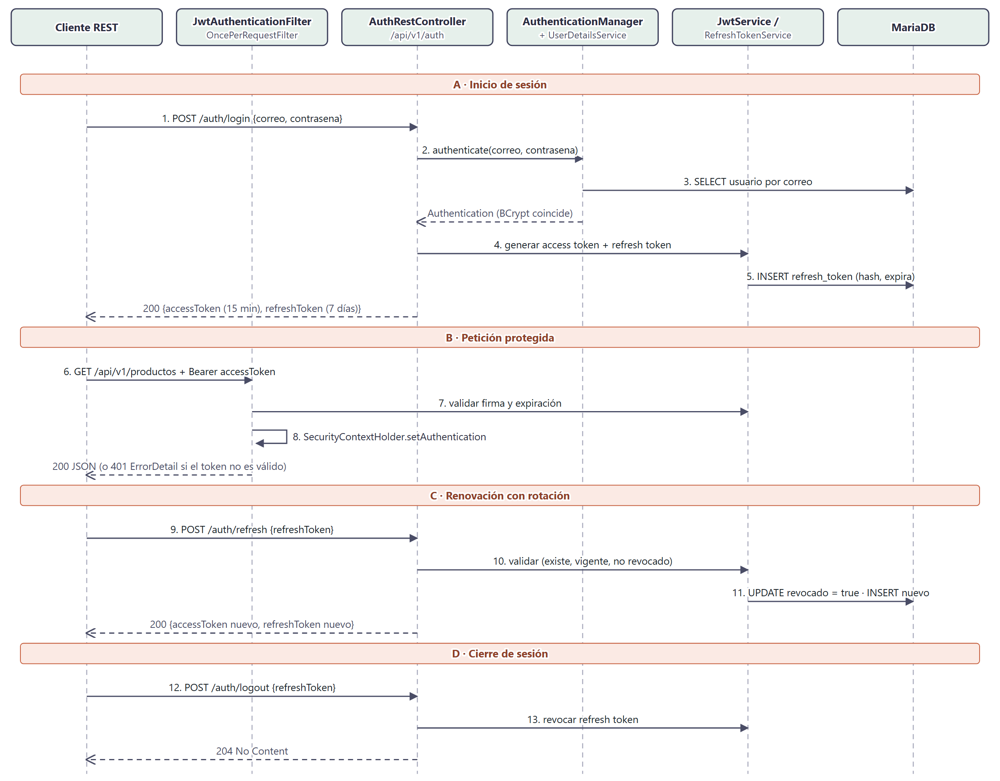 Cliente REST
JwtAuthenticationFilter
OncePerRequestFilter
AuthRestController
/api/v1/auth
AuthenticationManager
+ UserDetailsService
JwtService /
RefreshTokenService
MariaDB
A · Inicio de sesión
1. POST /auth/login {correo, contrasena}
2. authenticate(correo, contrasena)
3. SELECT usuario por correo
Authentication (BCrypt coincide)
4. generar access token + refresh token
5. INSERT refresh_token (hash, expira)
200 {accessToken (15 min), refreshToken (7 días)}
B · Petición protegida
6. GET /api/v1/productos + Bearer accessToken
7. validar firma y expiración
8. SecurityContextHolder.setAuthentication
200 JSON (o 401 ErrorDetail si el token no es válido)
C · Renovación con rotación
9. POST /auth/refresh {refreshToken}
10. validar (existe, vigente, no revocado)
11. UPDATE revocado = true · INSERT nuevo
200 {accessToken nuevo, refreshToken nuevo}
D · Cierre de sesión
12. POST /auth/logout {refreshToken}
13. revocar refresh token
204 No Content